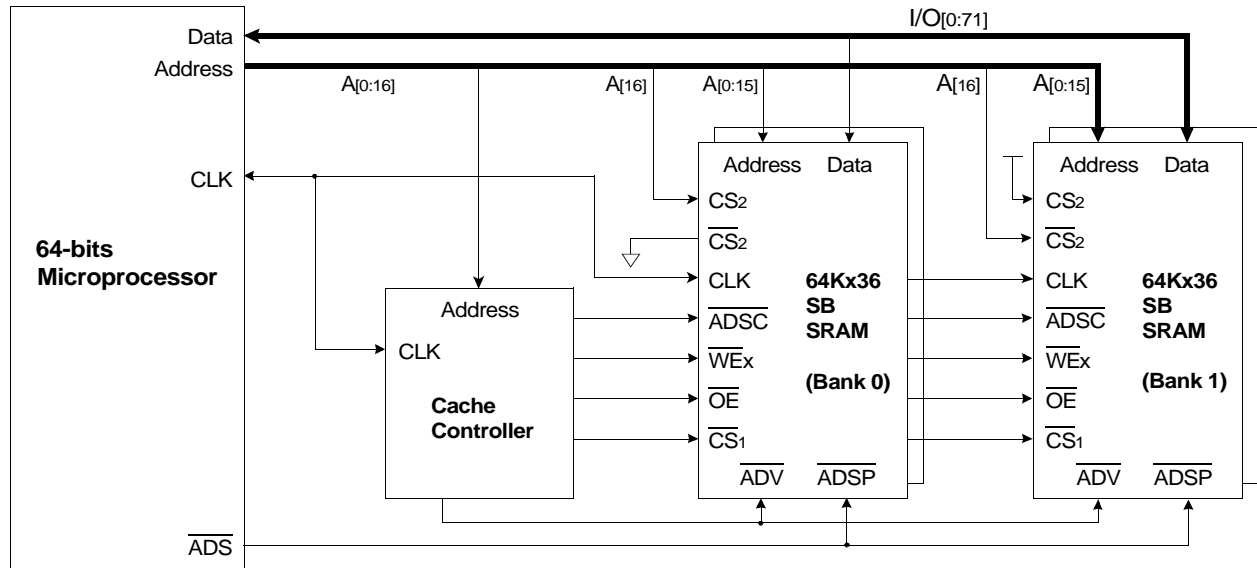 I/O[0:71]
Data
Address
A[0:16]
A[16]
A[0:15]
A[16]
A[0:15]
CLK
64-bits
Microprocessor
ADS
Address
CLK
Cache
Controller
Address Data
CS2
CS2
CLK
ADSC
WEx
OE
CS1
ADV ADSP
64Kx36
SB
SRAM
(Bank 0)
Address Data
CS2
CS2
CLK
ADSC
WEx
OE
CS1
ADV ADSP
64Kx36
SB
SRAM
(Bank 1)